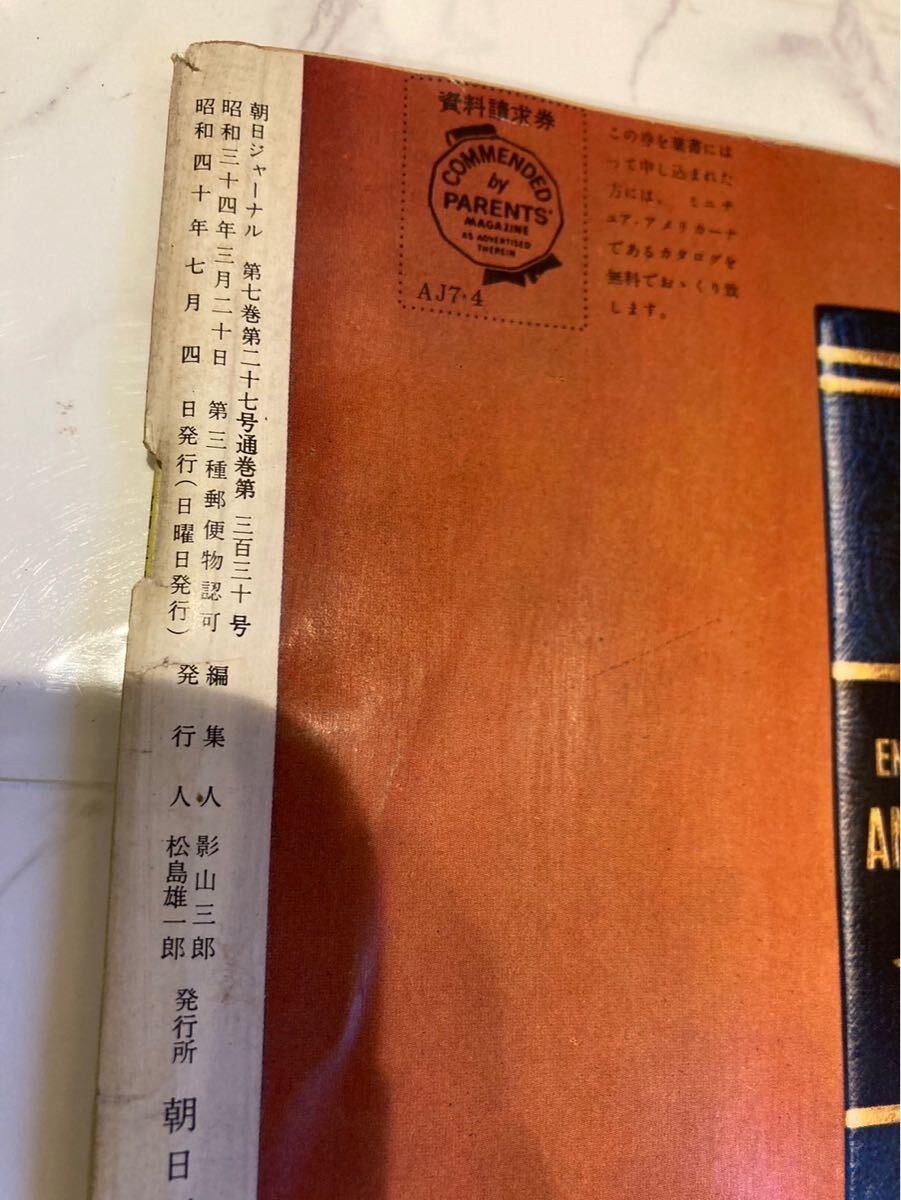 朝日ジャーナル 第七巻第二十七号通巻第三百三十号
昭和三十四年三月二十日 第三種郵便物認可 編集人 影山三郎
昭和四十年七月四日発行(日曜日発行) 発行人 松島雄一郎
発行所 朝日
資料請求券
COMMENDED
by
PARENTS'
MAGAZINE
AS ADVERTISED
THEREIN
AJ7・4
この券を葉書には
って申し込まれた
方には、ミニチ
ュア・アメリカーナ
であるカタログを
無料でおゝくり致
します。